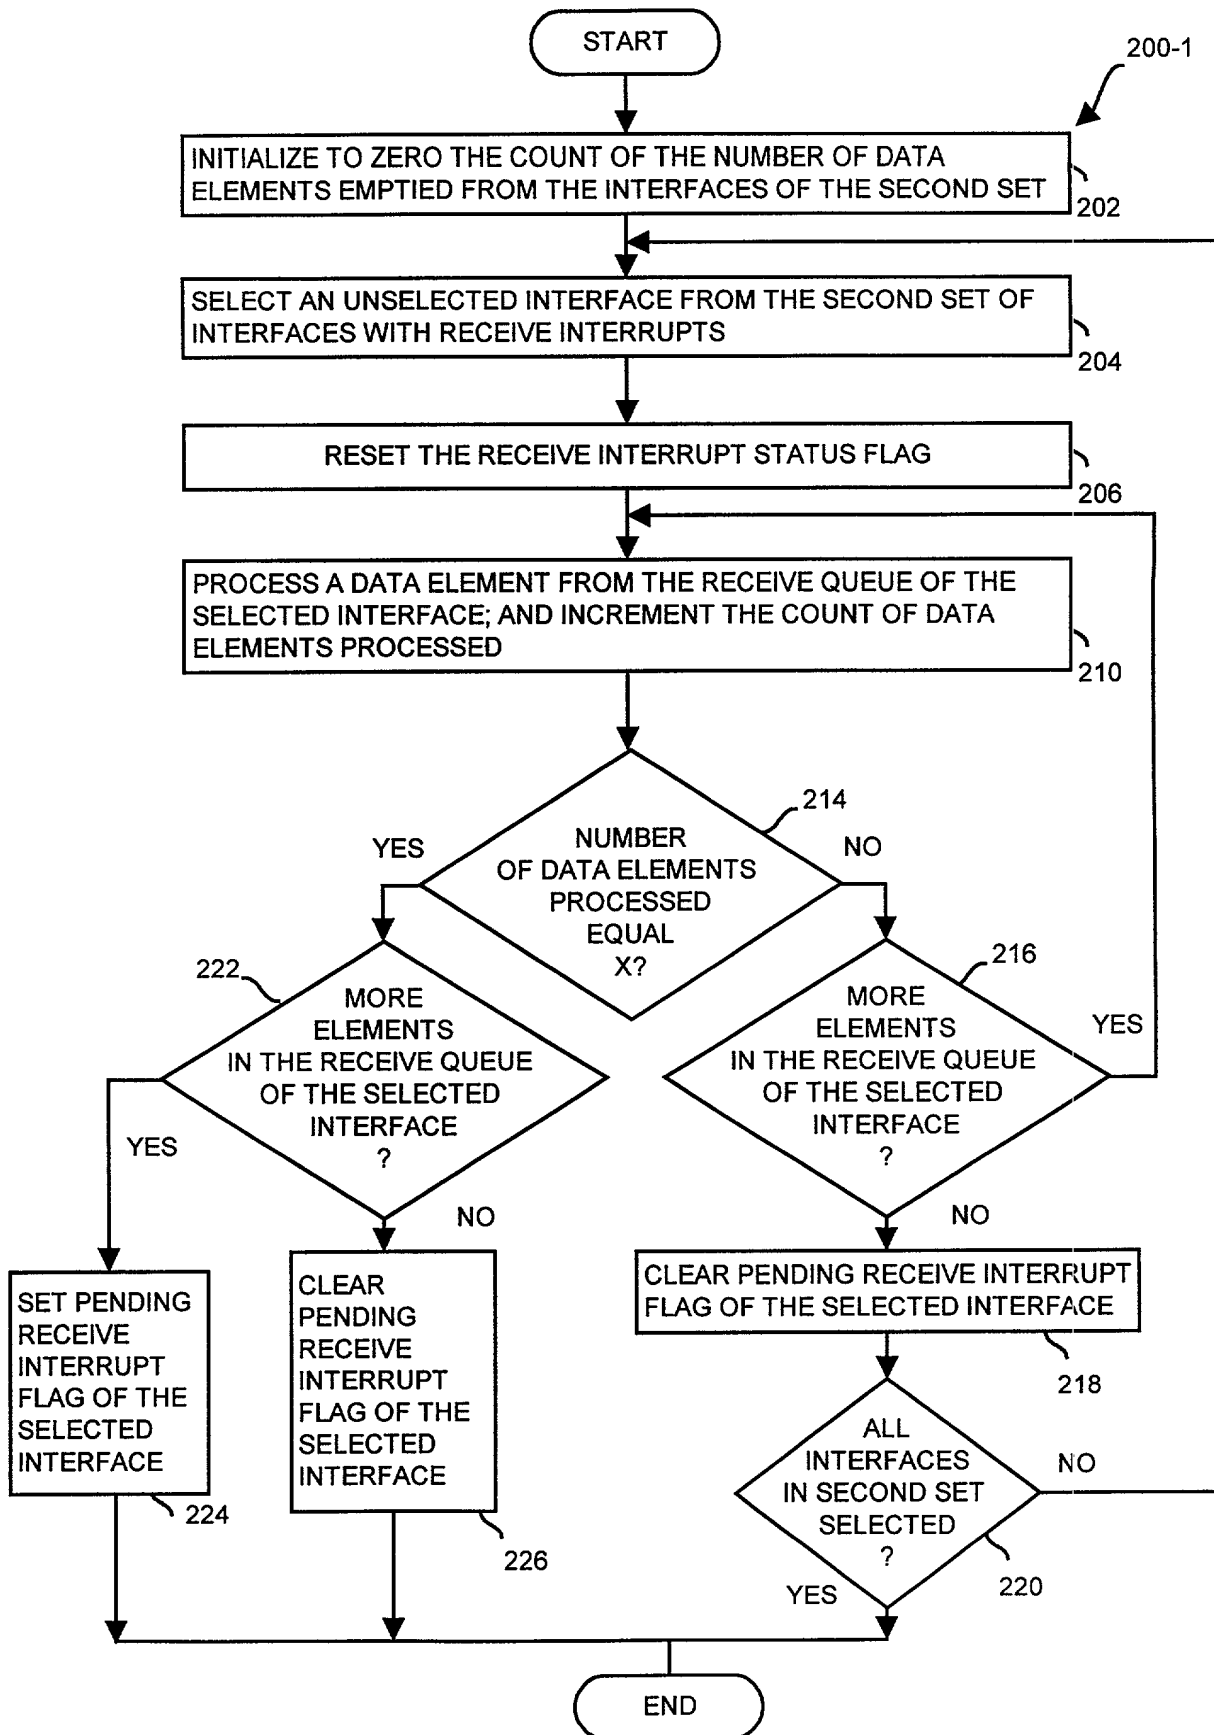 START
200-1
INITIALIZE TO ZERO THE COUNT OF THE NUMBER OF DATA
ELEMENTS EMPTIED FROM THE INTERFACES OF THE SECOND SET
202
SELECT AN UNSELECTED INTERFACE FROM THE SECOND SET OF
INTERFACES WITH RECEIVE INTERRUPTS
204
RESET THE RECEIVE INTERRUPT STATUS FLAG
206
PROCESS A DATA ELEMENT FROM THE RECEIVE QUEUE OF THE
SELECTED INTERFACE; AND INCREMENT THE COUNT OF DATA
ELEMENTS PROCESSED
210
214
YES
NUMBER
OF DATA ELEMENTS
PROCESSED
EQUAL
X?
NO
222
MORE
ELEMENTS
IN THE RECEIVE QUEUE
OF THE SELECTED
INTERFACE
?
YES
NO
216
MORE
ELEMENTS
IN THE RECEIVE QUEUE
OF THE SELECTED
INTERFACE
?
YES
NO
SET PENDING
RECEIVE
INTERRUPT
FLAG OF THE
SELECTED
INTERFACE
224
CLEAR
PENDING
RECEIVE
INTERRUPT
FLAG OF THE
SELECTED
INTERFACE
226
CLEAR PENDING RECEIVE INTERRUPT
FLAG OF THE SELECTED INTERFACE
218
ALL
INTERFACES
IN SECOND SET
SELECTED
?
NO
220
YES
END